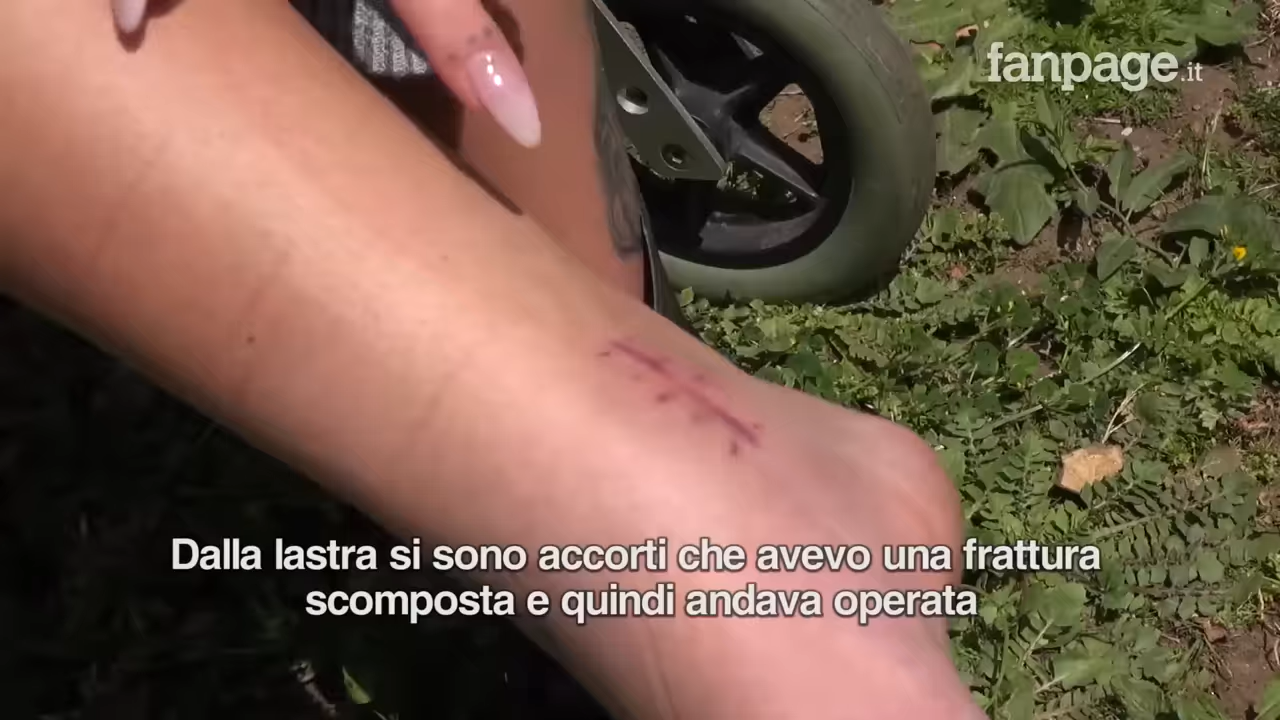 fanpage.it
Dalla lastra si sono accorti che avevo una frattura
scomposta e quindi andava operata